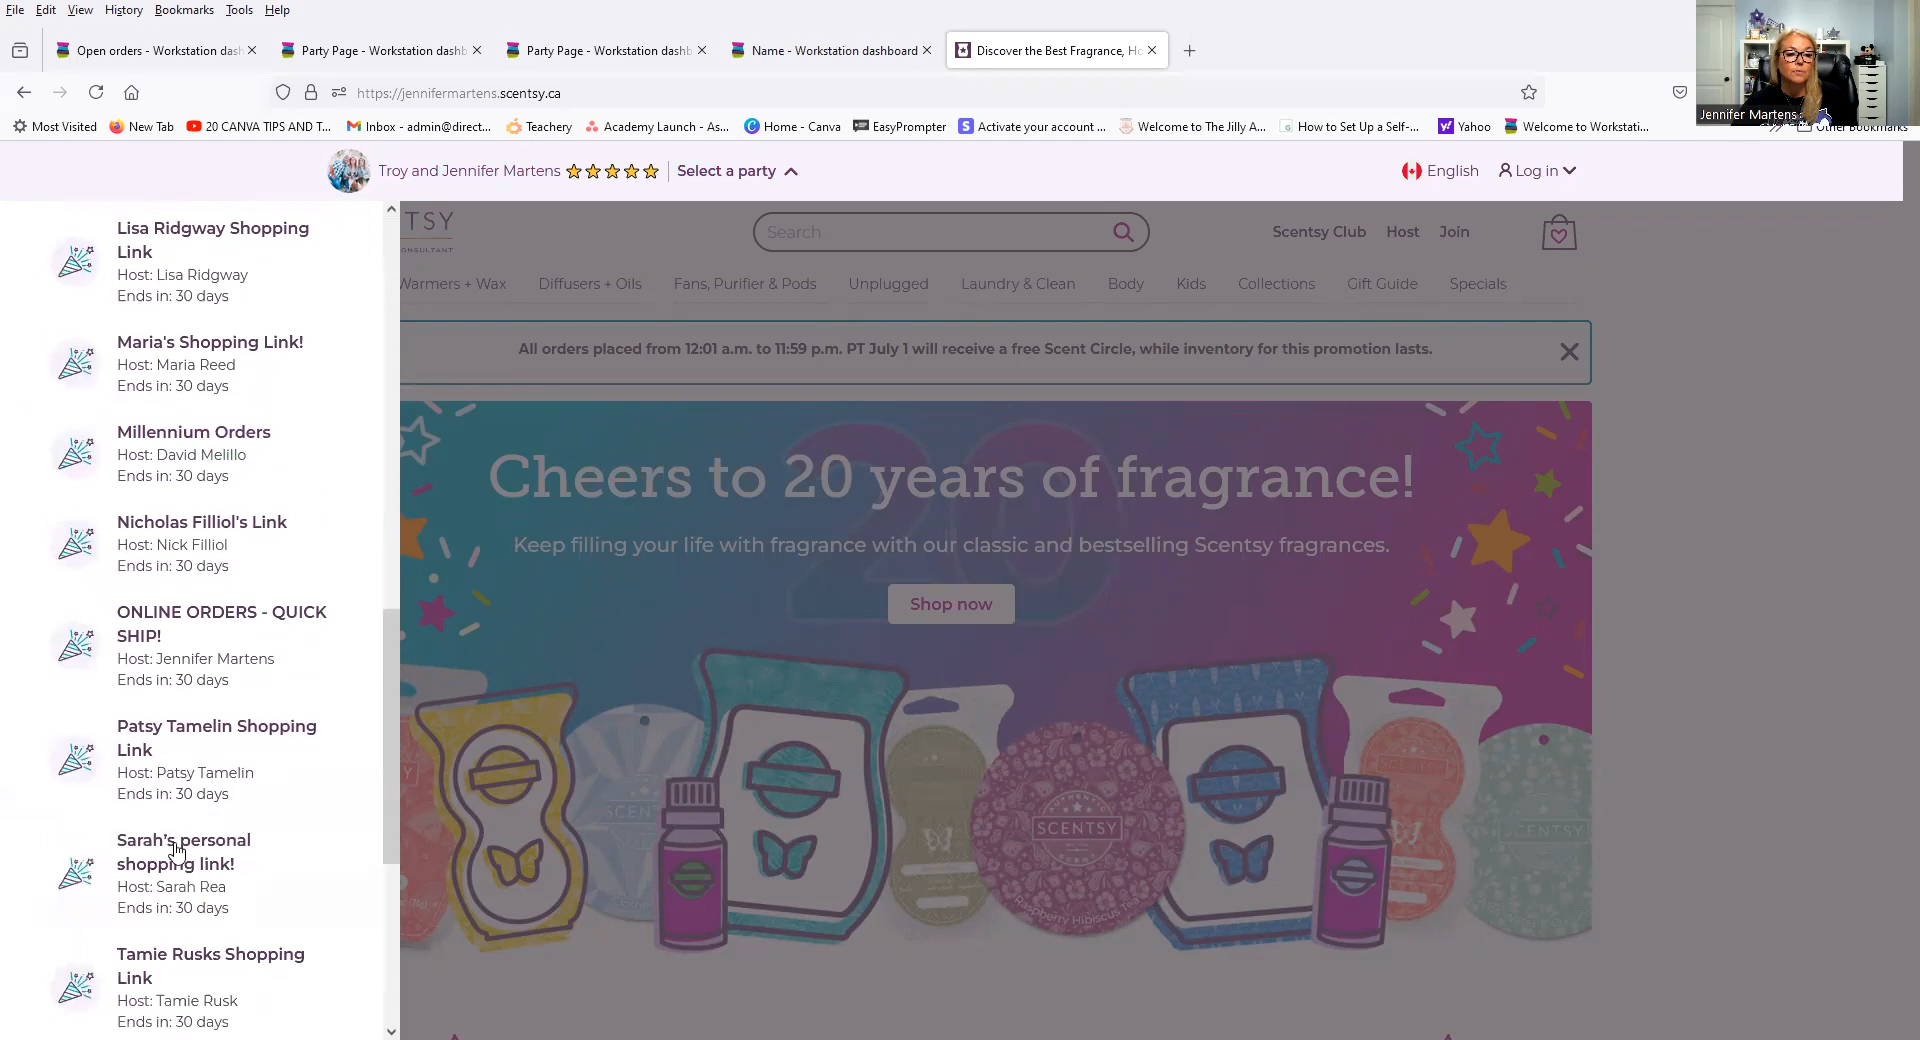 File Edit View History Bookmarks Tools Help
Open orders - Workstation dash
Party Page - Workstation dashb
Party Page - Workstation dashb
Name - Workstation dashboard
Discover the Best Fragrance, Ho
https://jennifermartens.scentsy.ca
Most Visited
New Tab
20 CANVA TIPS AND T...
Inbox - admin@direct...
Teachery
Academy Launch - As...
Home - Canva
EasyPrompter
Activate your account ...
Welcome to The Jilly A...
How to Set Up a Self-...
Yahoo
Welcome to Workstati...
Other Bookmarks
Jennifer Martens
Troy and Jennifer Martens
Select a party
English
Log in
TSY
CONSULTANT
Search
Scentsy Club Host Join
Warmers + Wax Diffusers + Oils Fans, Purifier & Pods Unplugged Laundry & Clean Body Kids Collections Gift Guide Specials
All orders placed from 12:01 a.m. to 11:59 p.m. PT July 1 will receive a free Scent Circle, while inventory for this promotion lasts.
Lisa Ridgway Shopping
Link
Host: Lisa Ridgway
Ends in: 30 days
Maria's Shopping Link!
Host: Maria Reed
Ends in: 30 days
Millennium Orders
Host: David Melillo
Ends in: 30 days
Nicholas Filliol's Link
Host: Nick Filliol
Ends in: 30 days
ONLINE ORDERS - QUICK
SHIP!
Host: Jennifer Martens
Ends in: 30 days
Patsy Tamelin Shopping
Link
Host: Patsy Tamelin
Ends in: 30 days
Sarah's personal
shopping link!
Host: Sarah Rea
Ends in: 30 days
Tamie Rusks Shopping
Link
Host: Tamie Rusk
Ends in: 30 days
20
Cheers to 20 years of fragrance!
Keep filling your life with fragrance with our classic and bestselling Scentsy fragrances.
Shop now
SCENTSY
SCENTSY
SCENTSY
Raspberry Hibiscus Tea